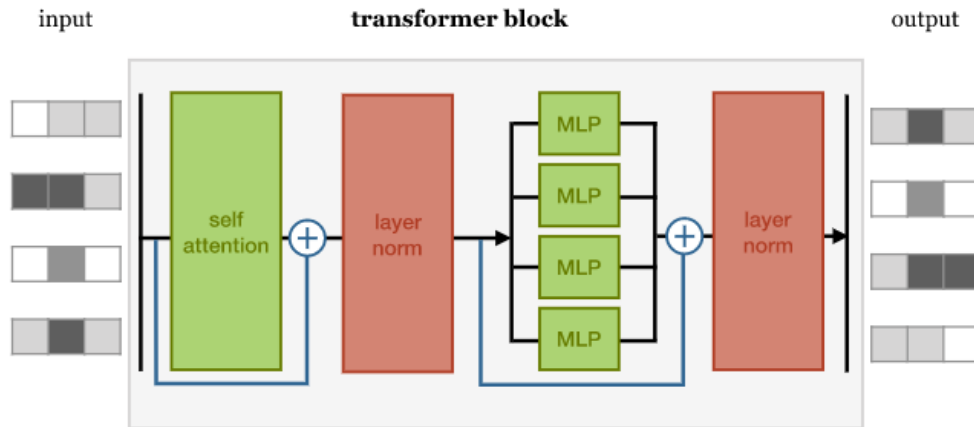 input
transformer block
output
self
attention
layer
norm
MLP
MLP
MLP
MLP
layer
norm